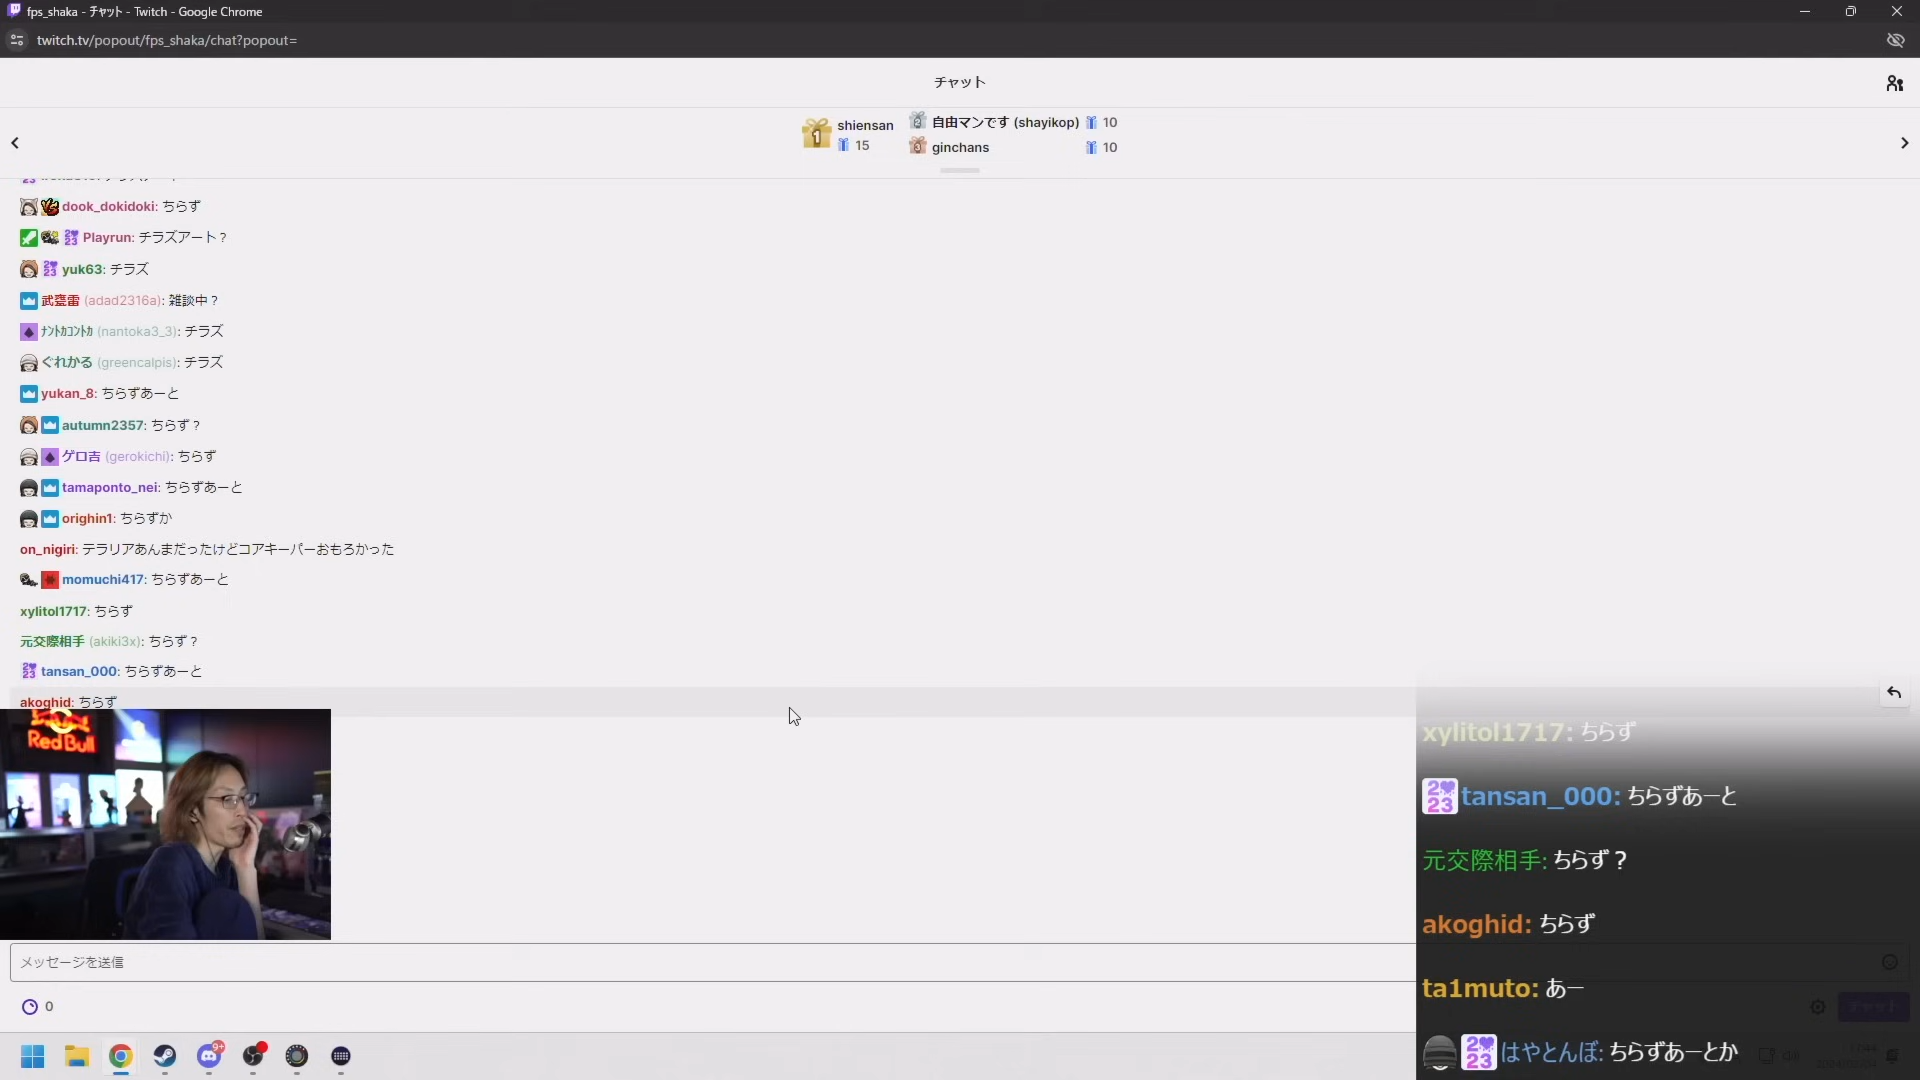 fps_shaka - チャット - Twitch - Google Chrome
twitch.tv/popout/fps_shaka/chat?popout=
チャット
1 shiensan
15
2 自由マンです (shayikop) 10
3 ginchans 10
dook_dokidoki: ちらず
Playrun: チラズアート？
yuk63: チラズ
武甕雷 (adad2316a): 雑談中？
ﾅﾝﾄｶｺﾝﾄｶ (nantoka3_3): チラズ
ぐれかる (greencalpis): チラズ
yukan_8: ちらずあーと
autumn2357: ちらず？
ゲロ吉 (gerokichi): ちらず
tamaponto_nei: ちらずあーと
orighin1: ちらずか
on_nigiri: テラリアあんまだったけどコアキーパーおもろかった
momuchi417: ちらずあーと
xylitol1717: ちらず
元交際相手 (akiki3x): ちらず？
tansan_000: ちらずあーと
akoghid: ちらず
Red Bull
メッセージを送信
0
9+
xylitol1717: ちらず
tansan_000: ちらずあーと
元交際相手: ちらず？
akoghid: ちらず
ta1muto: あー
はやとんぼ: ちらずあーとか